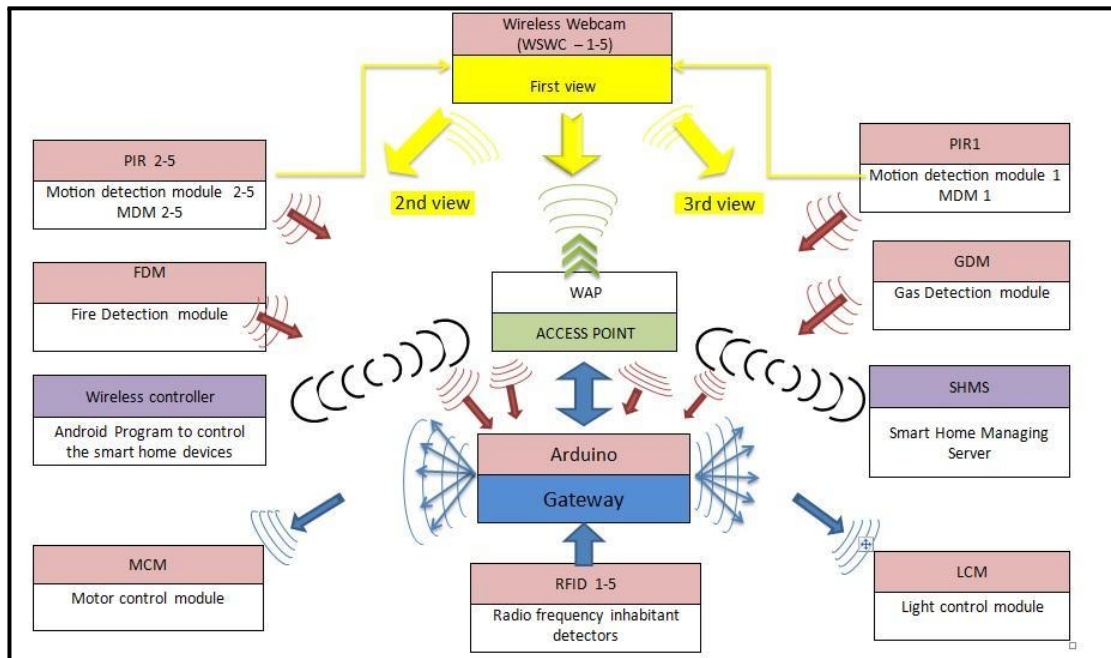 Wireless Webcam
(WSWC – 1-5)
First view
PIR 2-5
Motion detection module 2-5
MDM 2-5
2nd view
3rd view
PIR1
Motion detection module 1
MDM 1
FDM
Fire Detection module
WAP
ACCESS POINT
GDM
Gas Detection module
Wireless controller
Android Program to control
the smart home devices
SHMS
Smart Home Managing
Server
Arduino
Gateway
MCM
Motor control module
RFID 1-5
Radio frequency inhabitant
detectors
LCM
Light control module